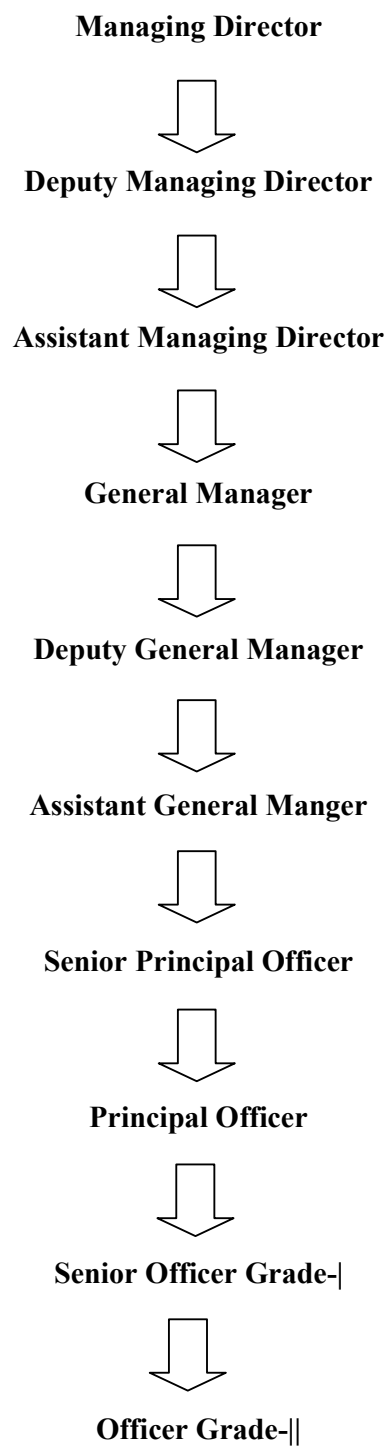 Managing Director
Deputy Managing Director
Assistant Managing Director
General Manager
Deputy General Manager
Assistant General Manger
Senior Principal Officer
Principal Officer
Senior Officer Grade-|
Officer Grade-||